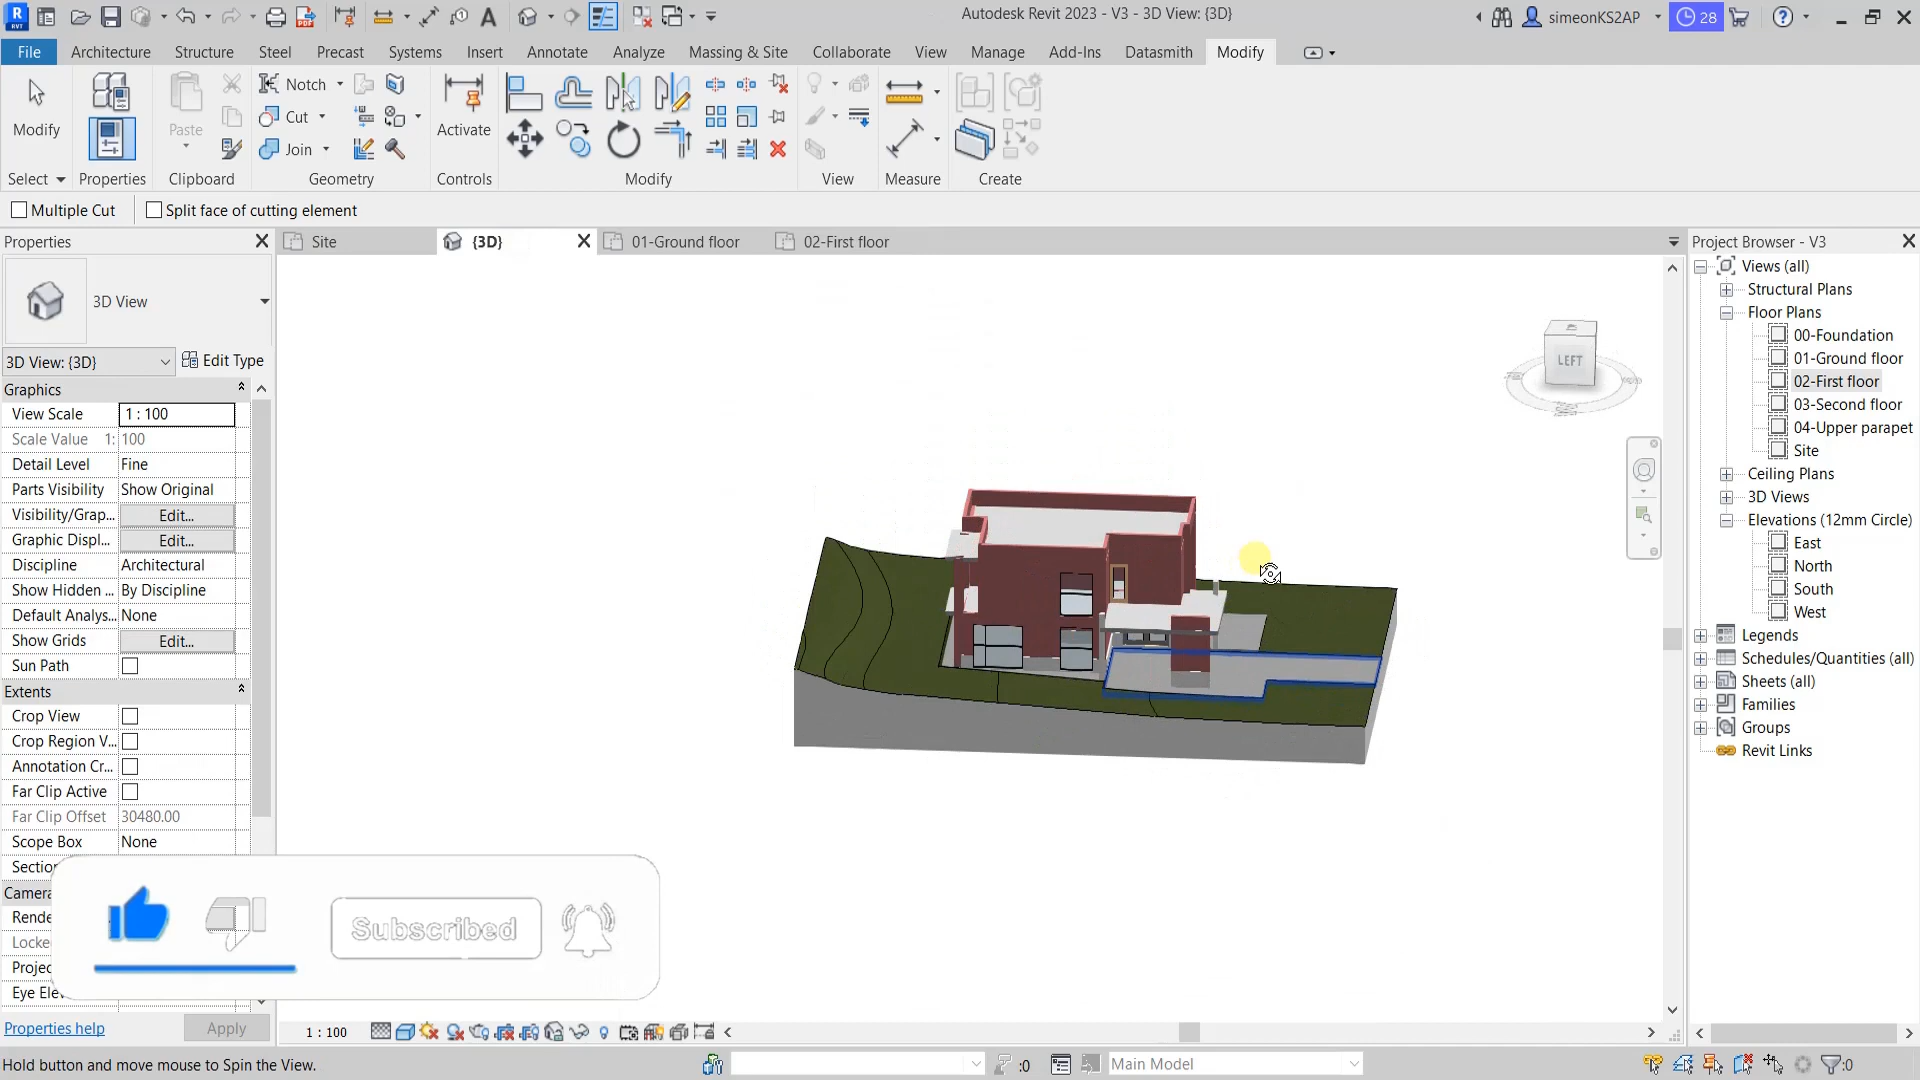 Autodesk Revit 2023 - V3 - 3D View: {3D}
simeonKS2AP
28
File Architecture Structure Steel Precast Systems Insert Annotate Analyze Massing & Site Collaborate View Manage Add-Ins Datasmith Modify
Modify
Paste
Notch
Cut
Join
Activate
Select Properties Clipboard Geometry Controls Modify View Measure Create
Multiple Cut Split face of cutting element
Properties
Site {3D} 01-Ground floor 02-First floor
Project Browser - V3
3D View
3D View: {3D} Edit Type
Graphics
View Scale 1 : 100
Scale Value 1: 100
Detail Level Fine
Parts Visibility Show Original
Visibility/Grap... Edit...
Graphic Displ... Edit...
Discipline Architectural
Show Hidden ... By Discipline
Default Analys... None
Show Grids Edit...
Sun Path
Extents
Crop View
Crop Region V...
Annotation Cr...
Far Clip Active
Far Clip Offset 30480.00
Scope Box None
Sectio
Camera
Rende
Locke
Projec
Eye Ele
Properties help Apply
Subscribed
LEFT
Views (all)
Structural Plans
Floor Plans
00-Foundation
01-Ground floor
02-First floor
03-Second floor
04-Upper parapet
Site
Ceiling Plans
3D Views
Elevations (12mm Circle)
East
North
South
West
Legends
Schedules/Quantities (all)
Sheets (all)
Families
Groups
Revit Links
1 : 100
Hold button and move mouse to Spin the View.
:0
Main Model
:0